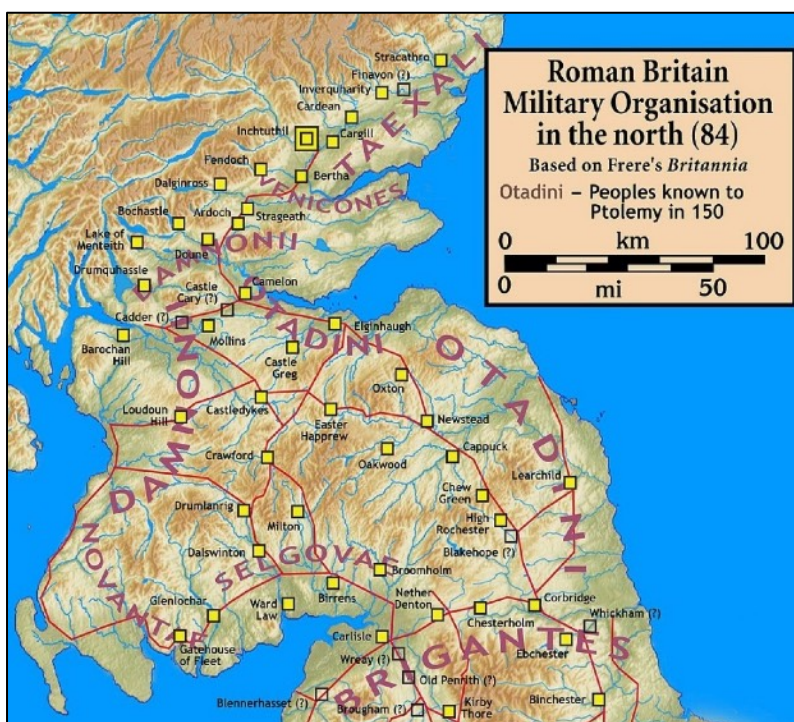 Roman Britain
Military Organisation
in the north (84)
Based on Frere's Britannia
Otadini – Peoples known to
Ptolemy in 150
0 km 100
0 mi 50
Stracathro
Finavon (?)
Inverquharity
Cardean
Inchtuthil
Cargill
TAEXALI
Fendoch
Bertha
Dalginross
VENICONES
Ardoch
Strageath
Bochastle
Lake of
Menteith
Doune
DAMNONII
Drumquhassle
Camelon
Castle
Cary (?)
Cadder (?)
OTADINI
Elginhaugh
Mollins
Barochan
Hill
Castle
Greg
OTADINI
Oxton
DAMNONII
Loudoun
Hill
Castledykes
Easter
Happrew
Newstead
Cappuck
Oakwood
Crawford
Learchild
Chew
Green
Drumlanrig
Milton
High
Rochester
Blakehope (?)
Dalswinton
NOVANTAE
SELGOVAE
Broomholm
Birrens
Nether
Denton
Corbridge
Glenlochar
Ward
Law
Chesterholm
Whickham (?)
Gatehouse
of Fleet
Carlisle
Ebchester
BRIGANTES
Wreay (?)
Old Penrith (?)
Blennerhasset (?)
Brougham (?)
Kirby
Thore
Binchester